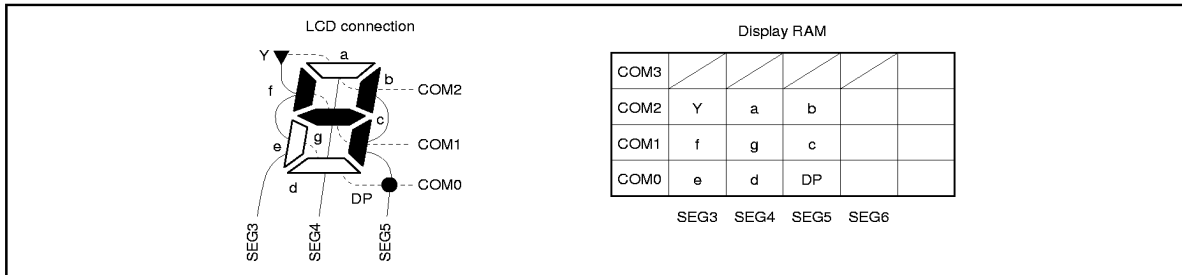 LCD connection
Y
a
b
f
COM2
c
g
COM1
e
d
DP
COM0
SEG3
SEG4
SEG5
Display RAM
COM3
COM2 Y a b
COM1 f g c
COM0 e d DP
SEG3 SEG4 SEG5 SEG6